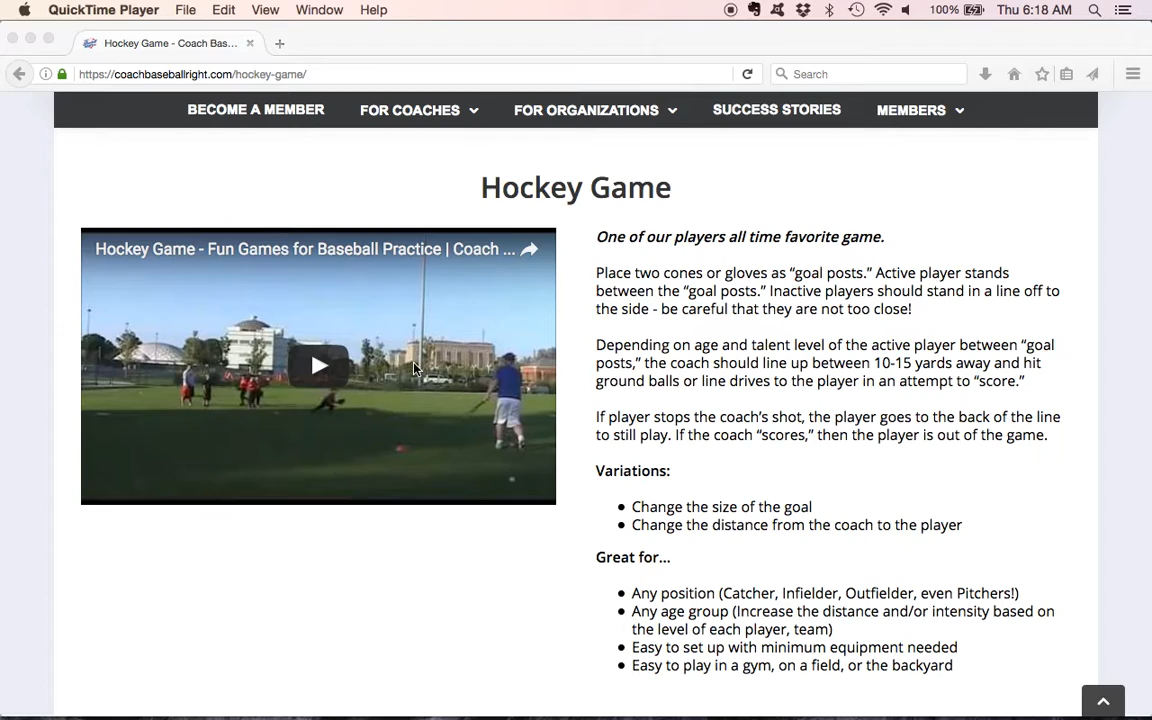 QuickTime Player File Edit View Window Help 100% Thu 6:18 AM
Hockey Game - Coach Bas...
https://coachbaseballright.com/hockey-game/ Search
BECOME A MEMBER FOR COACHES FOR ORGANIZATIONS SUCCESS STORIES MEMBERS
Hockey Game
Hockey Game - Fun Games for Baseball Practice | Coach ...
One of our players all time favorite game.
Place two cones or gloves as “goal posts.” Active player stands
between the “goal posts.” Inactive players should stand in a line off to
the side - be careful that they are not too close!
Depending on age and talent level of the active player between “goal
posts,” the coach should line up between 10-15 yards away and hit
ground balls or line drives to the player in an attempt to “score.”
If player stops the coach’s shot, the player goes to the back of the line
to still play. If the coach “scores,” then the player is out of the game.
Variations:
• Change the size of the goal
• Change the distance from the coach to the player
Great for...
• Any position (Catcher, Infielder, Outfielder, even Pitchers!)
• Any age group (Increase the distance and/or intensity based on
the level of each player, team)
• Easy to set up with minimum equipment needed
• Easy to play in a gym, on a field, or the backyard